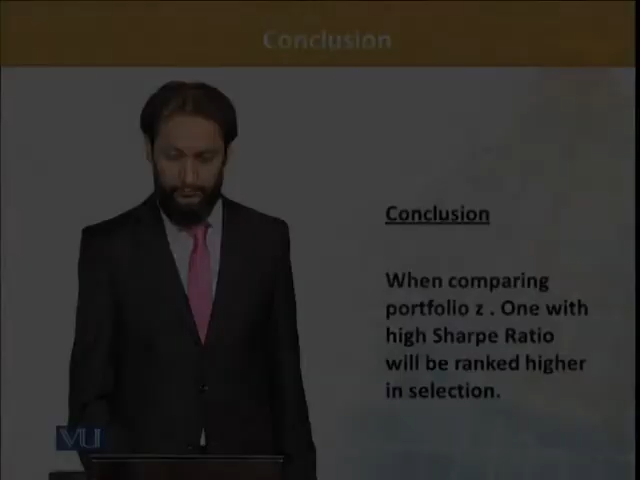 Conclusion
Conclusion
When comparing
portfolio z . One with
high Sharpe Ratio
will be ranked higher
in selection.
VU